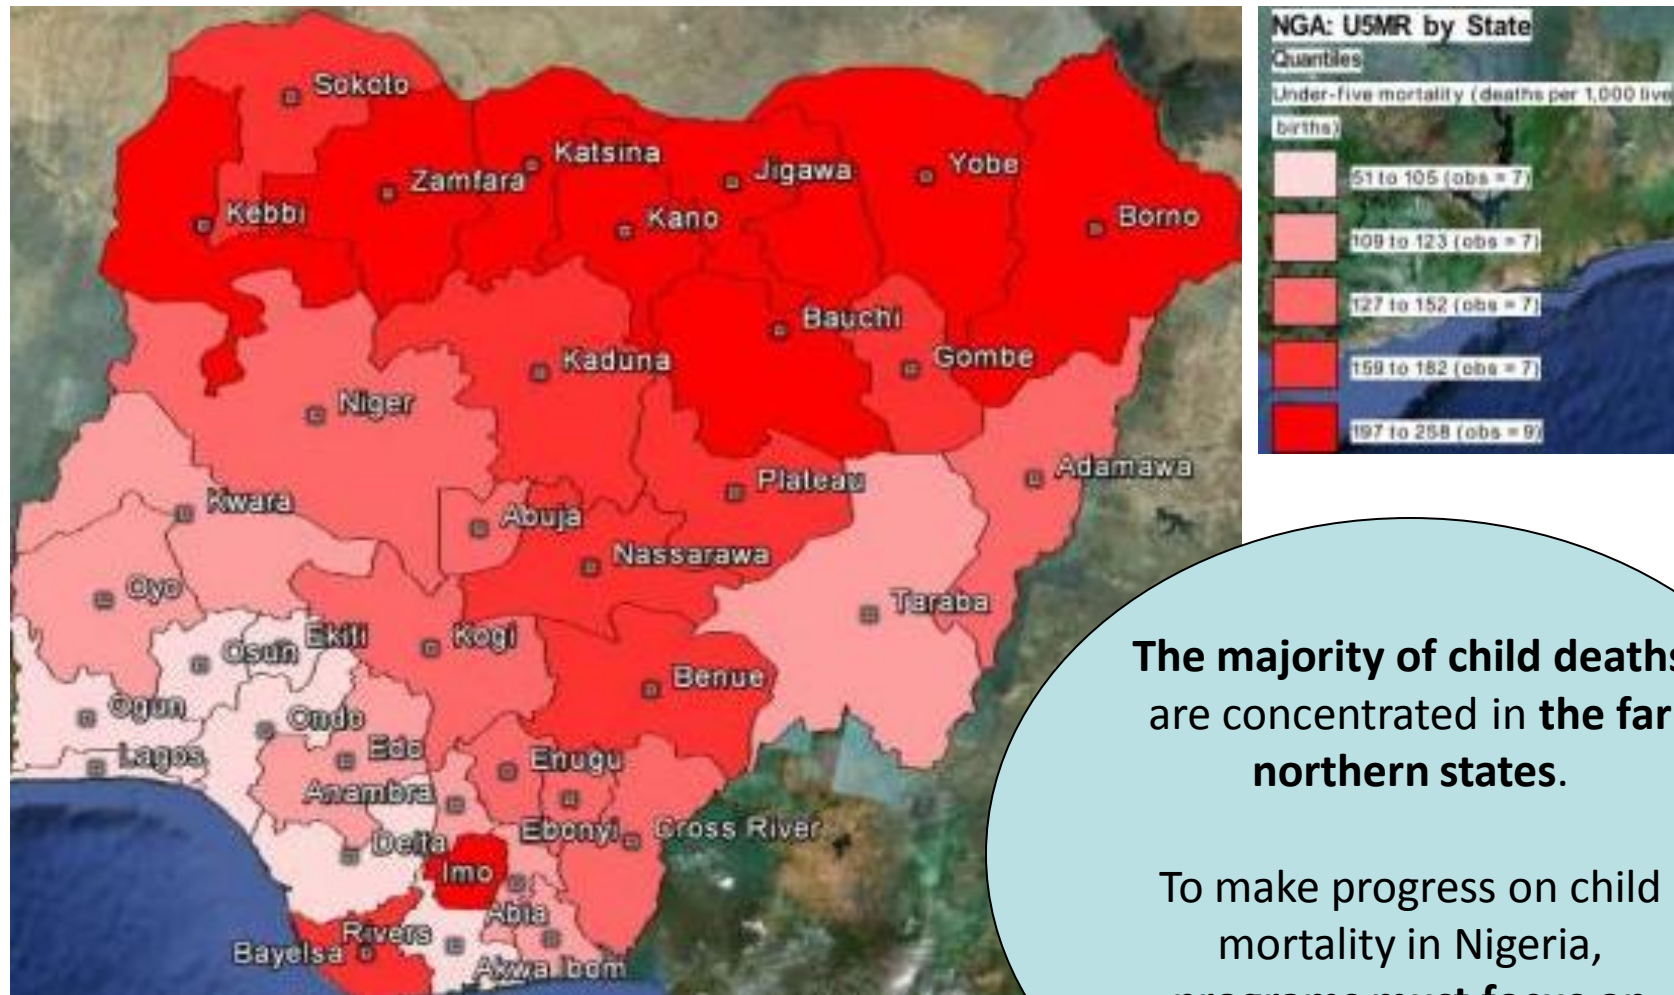 NGA: U5MR by State
Quantiles
Under-five mortality (deaths per 1,000 live
births)
51 to 105 (obs = 7)
109 to 123 (obs = 7)
127 to 152 (obs = 7)
159 to 182 (obs = 7)
197 to 258 (obs = 9)
Sokoto
Katsina
Zamfara
Jigawa
Yobe
Kebbi
Kano
Borno
Bauchi
Kaduna
Gombe
Niger
Adamawa
Plateau
Kwara
Abuja
Nassarawa
Oyo
Taraba
Kogi
Ekiti
Osun
Benue
Ogun
Ondo
Edo
Lagos
Enugu
Anambra
Ebonyi
Cross River
Delta
Imo
Abia
Rivers
Bayelsa
Akwa Ibom
The majority of child deaths
are concentrated in the far
northern states.
To make progress on child
mortality in Nigeria,
programs must focus on